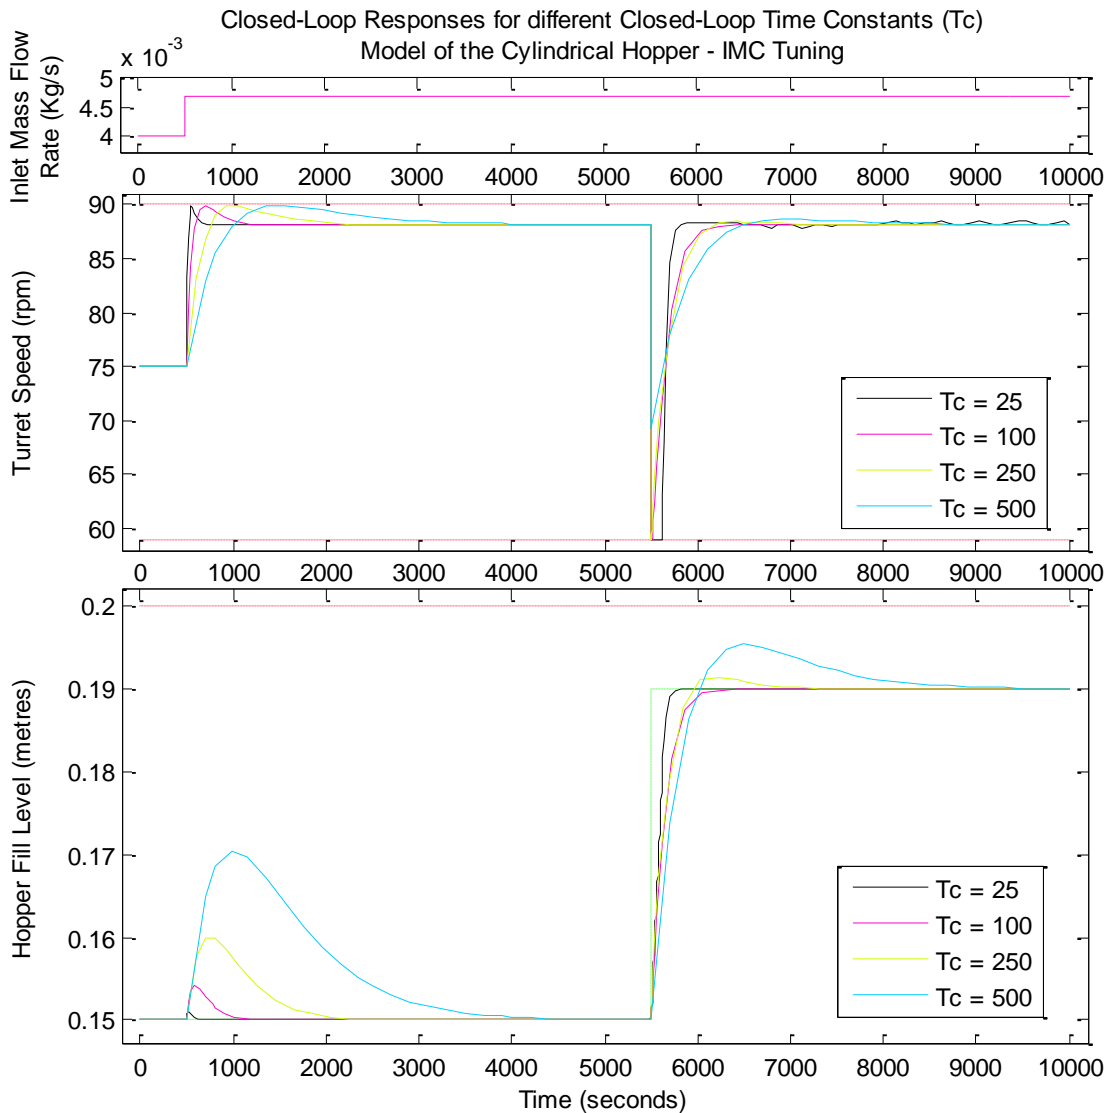 Closed-Loop Responses for different Closed-Loop Time Constants (Tc)
Model of the Cylindrical Hopper - IMC Tuning
x 10^-3
Inlet Mass Flow
Rate (Kg/s)
5
4.5
4
0 1000 2000 3000 4000 5000 6000 7000 8000 9000 10000
Turret Speed (rpm)
90
85
80
75
70
65
60
Tc = 25
Tc = 100
Tc = 250
Tc = 500
0 1000 2000 3000 4000 5000 6000 7000 8000 9000 10000
Hopper Fill Level (metres)
0.2
0.19
0.18
0.17
0.16
0.15
Tc = 25
Tc = 100
Tc = 250
Tc = 500
0 1000 2000 3000 4000 5000 6000 7000 8000 9000 10000
Time (seconds)